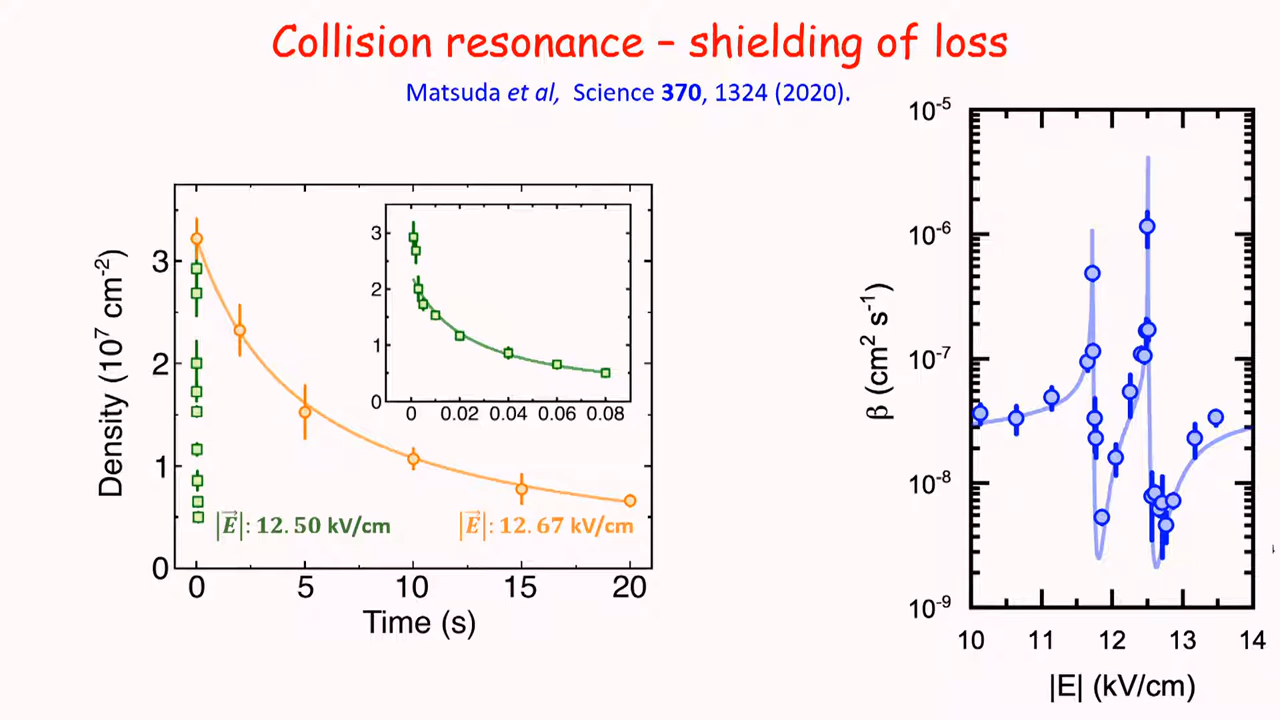 Collision resonance – shielding of loss
Matsuda et al, Science 370, 1324 (2020).
Density (10⁷ cm⁻²)
3
2
1
0
0 5 10 15 20
Time (s)
3
2
1
0
0 0.02 0.04 0.06 0.08
|E⃗|: 12.50 kV/cm
|E⃗|: 12.67 kV/cm
β (cm² s⁻¹)
10⁻⁵
10⁻⁶
10⁻⁷
10⁻⁸
10⁻⁹
10 11 12 13 14
|E| (kV/cm)